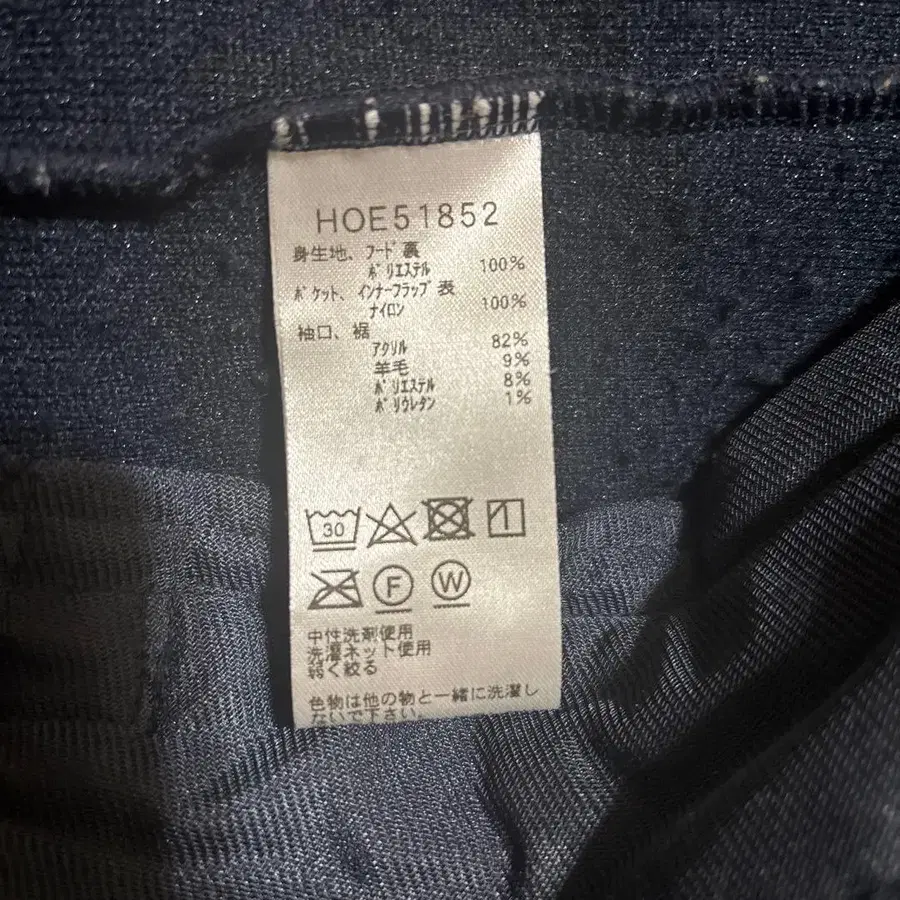 HOE51852
身生地、フード裏
ポリエステル 100%
ポケット、インナーフラップ表
ナイロン 100%
袖口、裾
アクリル 82%
羊毛 9%
ポリエステル 8%
ポリウレタン 1%
30
F W
中性洗剤使用
洗濯ネット使用
弱く絞る
色物は他の物と一緒に洗濯し
ないで下さい。